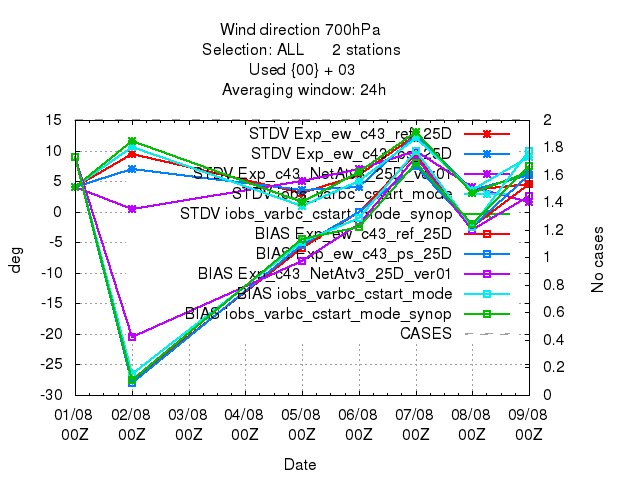 Wind direction 700hPa
Selection: ALL 2 stations
Used {00} + 03
Averaging window: 24h
15
10
5
0
-5
-10
-15
-20
-25
-30
deg
2
1.8
1.6
1.4
1.2
1
0.8
0.6
0.4
0.2
0
No cases
STDV Exp_ew_c43_ref_25D
STDV Exp_ew_c43_ps_25D
STDV Exp_c43_NetAtv3_25D_ver01
STDV iobs_varbc_cstart_mode
STDV iobs_varbc_cstart_mode_synop
BIAS Exp_ew_c43_ref_25D
BIAS Exp_ew_c43_ps_25D
BIAS Exp_c43_NetAtv3_25D_ver01
BIAS iobs_varbc_cstart_mode
BIAS iobs_varbc_cstart_mode_synop
CASES
01/08 02/08 03/08 04/08 05/08 06/08 07/08 08/08 09/08
00Z 00Z 00Z 00Z 00Z 00Z 00Z 00Z 00Z
Date